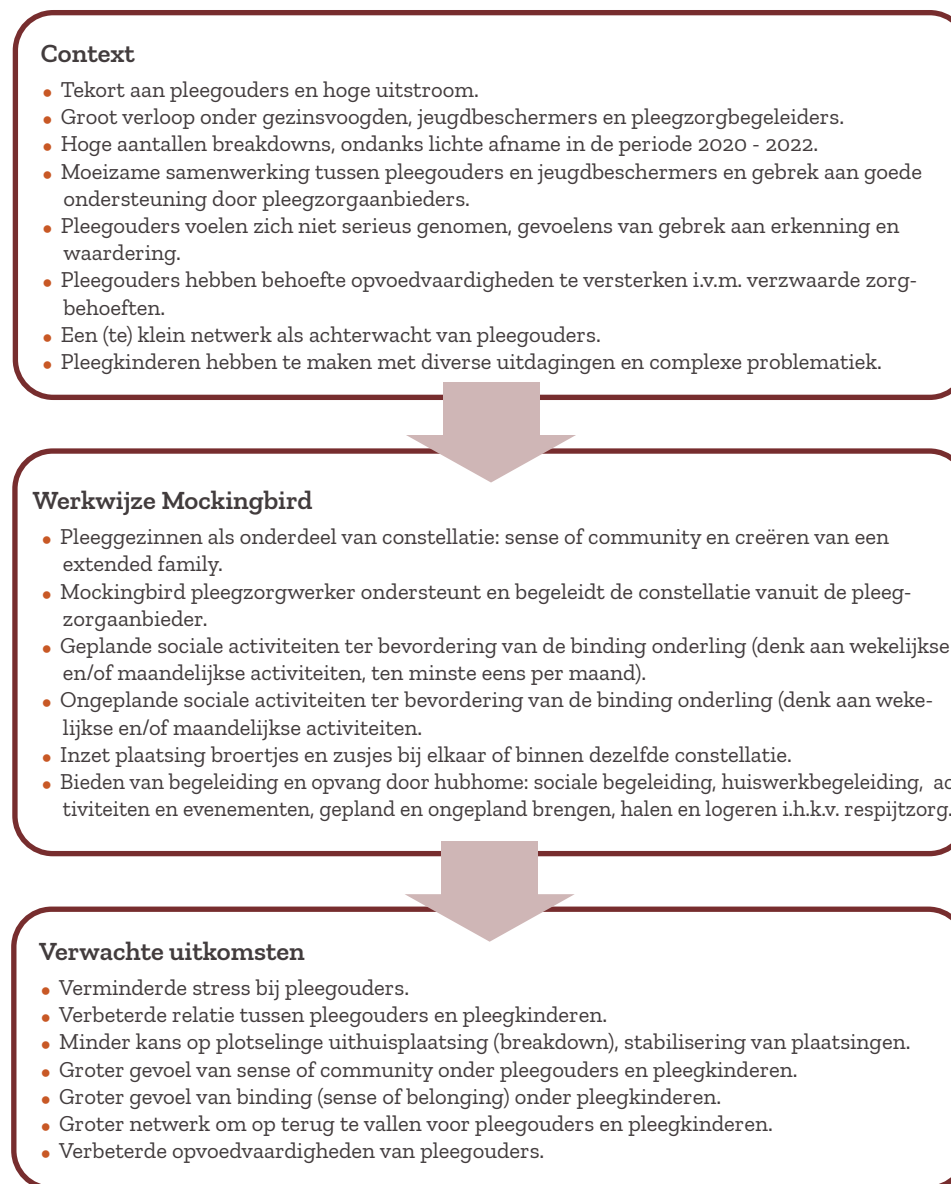 Context
• Tekort aan pleegouders en hoge uitstroom.
• Groot verloop onder gezinsvoogden, jeugdbeschermers en pleegzorgbegeleiders.
• Hoge aantallen breakdowns, ondanks lichte afname in de periode 2020 - 2022.
• Moeizame samenwerking tussen pleegouders en jeugdbeschermers en gebrek aan goede
ondersteuning door pleegzorgaanbieders.
• Pleegouders voelen zich niet serieus genomen, gevoelens van gebrek aan erkenning en
waardering.
• Pleegouders hebben behoefte opvoedvaardigheden te versterken i.v.m. verzwaarde zorg-
behoeften.
• Een (te) klein netwerk als achterwacht van pleegouders.
• Pleegkinderen hebben te maken met diverse uitdagingen en complexe problematiek.
Werkwijze Mockingbird
• Pleeggezinnen als onderdeel van constellatie: sense of community en creëren van een
extended family.
• Mockingbird pleegzorgwerker ondersteunt en begeleidt de constellatie vanuit de pleeg-
zorgaanbieder.
• Geplande sociale activiteiten ter bevordering van de binding onderling (denk aan wekelijkse
en/of maandelijkse activiteiten, ten minste eens per maand).
• Ongeplande sociale activiteiten ter bevordering van de binding onderling (denk aan weke-
lijkse en/of maandelijkse activiteiten.
• Inzet plaatsing broertjes en zusjes bij elkaar of binnen dezelfde constellatie.
• Bieden van begeleiding en opvang door hubhome: sociale begeleiding, huiswerkbegeleiding, ac
tiviteiten en evenementen, gepland en ongepland brengen, halen en logeren i.h.k.v. respijtzorg.
Verwachte uitkomsten
• Verminderde stress bij pleegouders.
• Verbeterde relatie tussen pleegouders en pleegkinderen.
• Minder kans op plotselinge uithuisplaatsing (breakdown), stabilisering van plaatsingen.
• Groter gevoel van sense of community onder pleegouders en pleegkinderen.
• Groter gevoel van binding (sense of belonging) onder pleegkinderen.
• Groter netwerk om op terug te vallen voor pleegouders en pleegkinderen.
• Verbeterde opvoedvaardigheden van pleegouders.